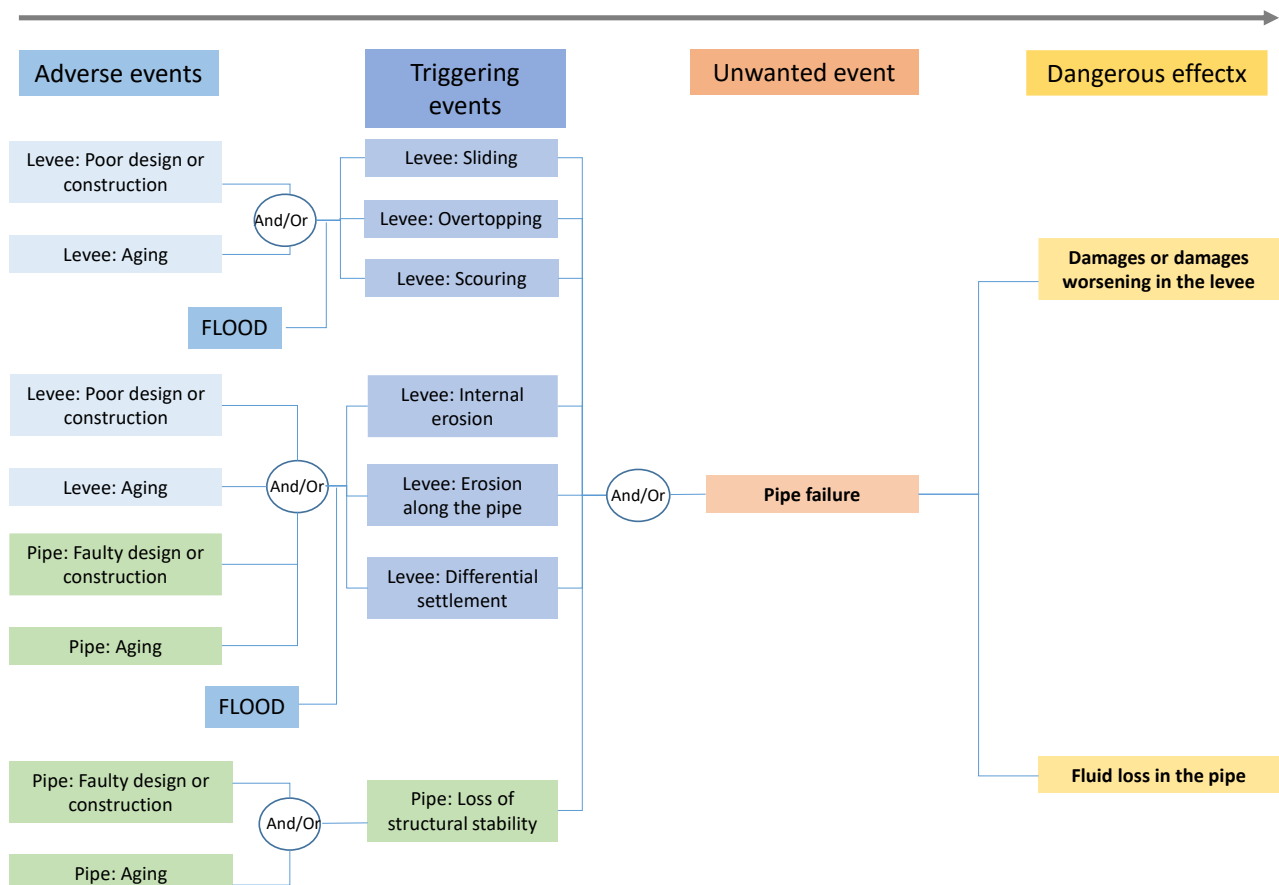 Adverse events
Triggering
events
Unwanted event
Dangerous effectx
Levee: Poor design or
construction
And/Or
Levee: Aging
FLOOD
Levee: Sliding
Levee: Overtopping
Levee: Scouring
Levee: Poor design or
construction
Levee: Aging
And/Or
Pipe: Faulty design or
construction
Pipe: Aging
FLOOD
Levee: Internal
erosion
Levee: Erosion
along the pipe
Levee: Differential
settlement
Pipe: Faulty design or
construction
And/Or
Pipe: Aging
Pipe: Loss of
structural stability
And/Or
Pipe failure
Damages or damages
worsening in the levee
Fluid loss in the pipe